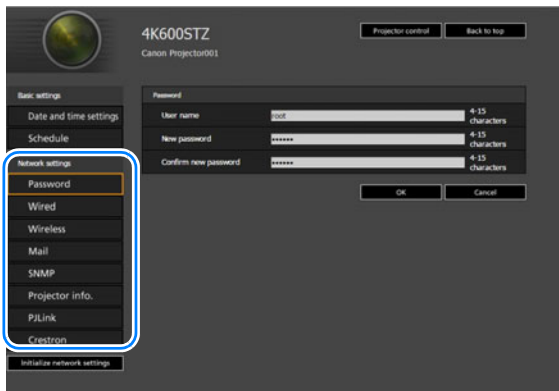 4K600STZ
Canon Projector001
Projector control
Back to top
Basic settings
Date and time settings
Schedule
Network settings
Password
Wired
Wireless
Mail
SNMP
Projector info.
PJLink
Crestron
Initialize network settings
Password
User name
root
4-15
characters
New password
••••••
4-15
characters
Confirm new password
••••••
4-15
characters
OK
Cancel